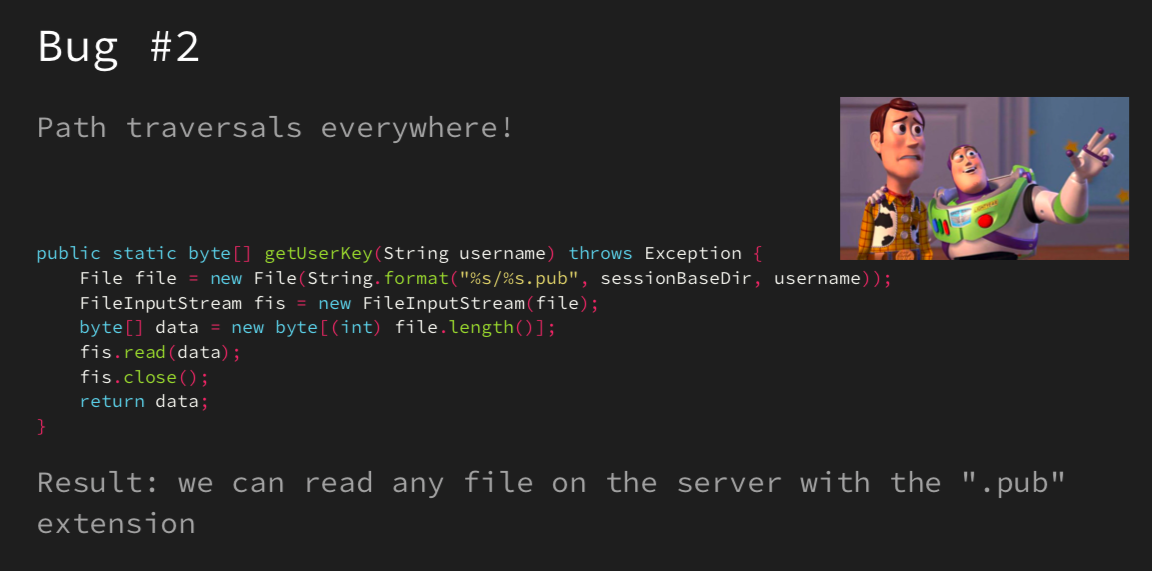 Bug #2
Path traversals everywhere!
public static byte[] getUserKey(String username) throws Exception {
    File file = new File(String.format("%s/%s.pub", sessionBaseDir, username));
    FileInputStream fis = new FileInputStream(file);
    byte[] data = new byte[(int) file.length()];
    fis.read(data);
    fis.close();
    return data;
}
Result: we can read any file on the server with the ".pub"
extension